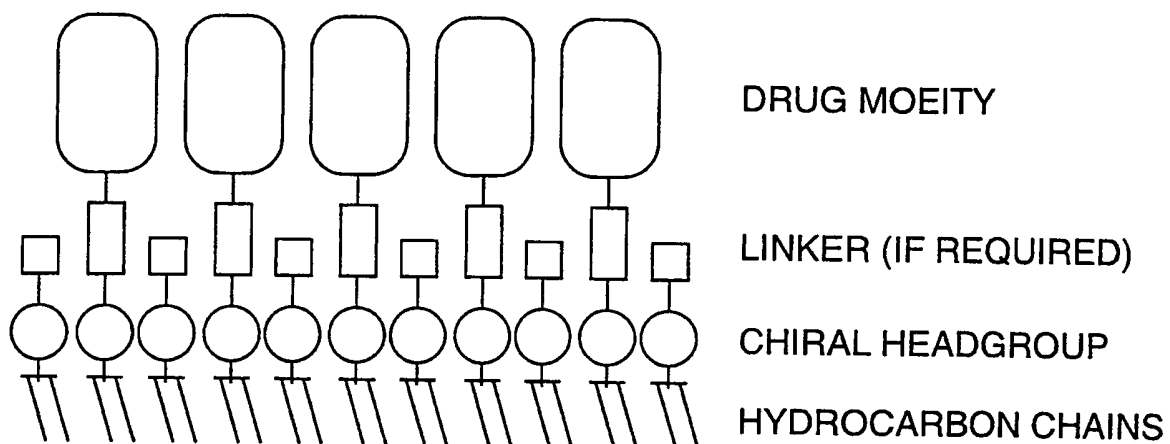 DRUG MOEITY
LINKER (IF REQUIRED)
CHIRAL HEADGROUP
HYDROCARBON CHAINS